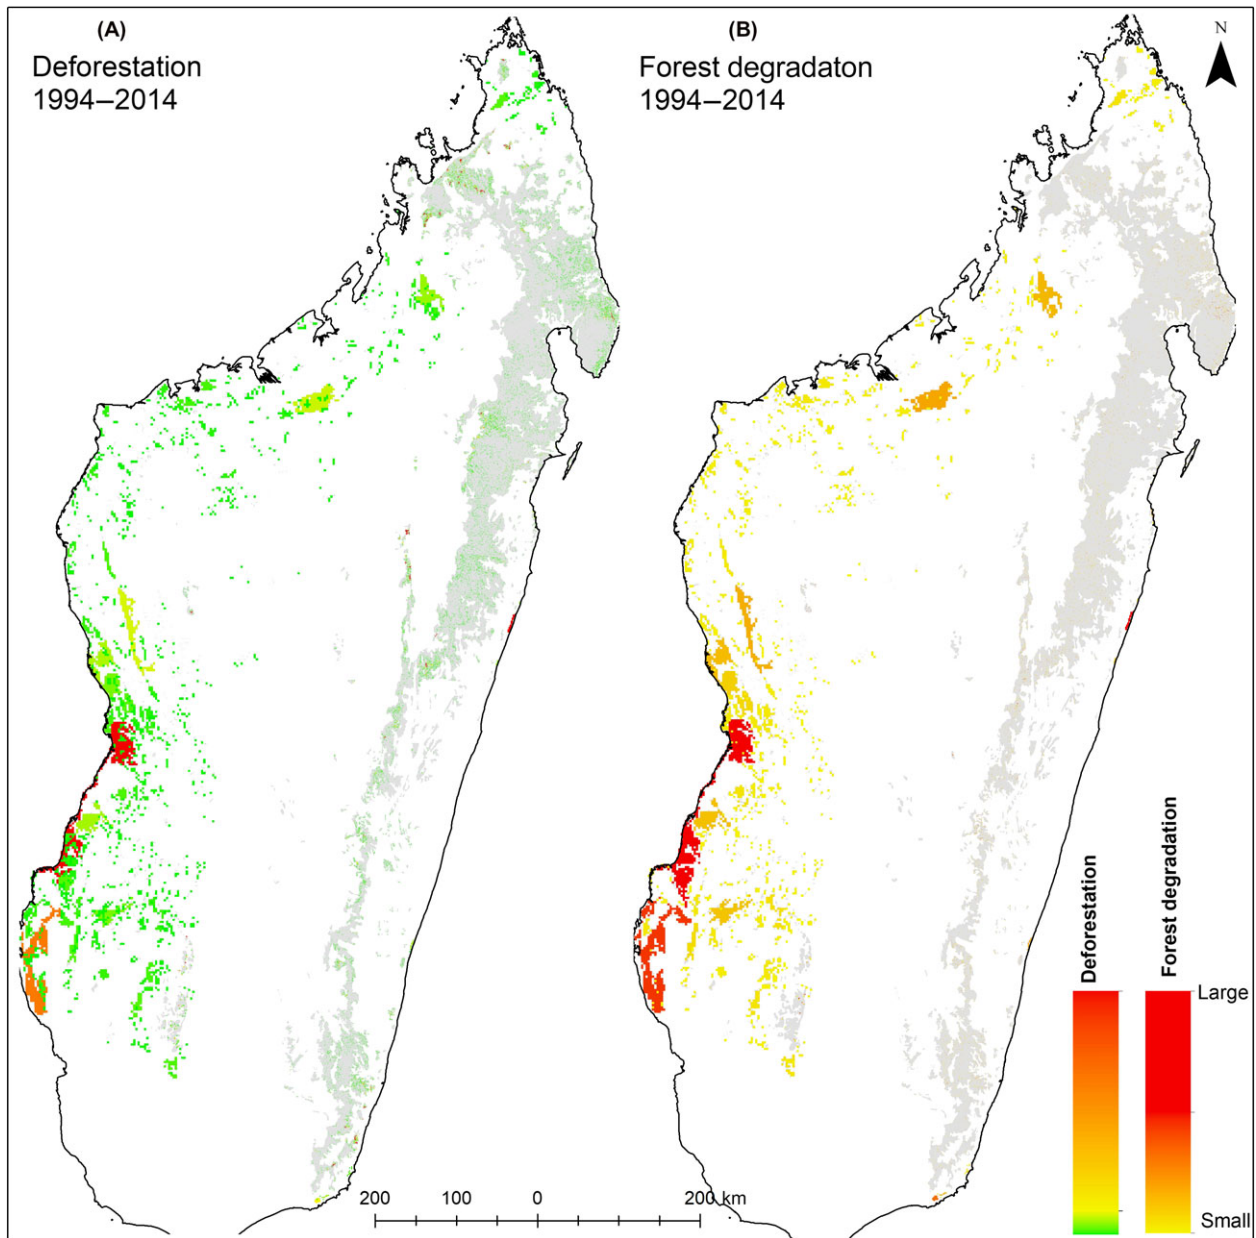 (A)
Deforestation
1994–2014
(B)
Forest degradaton
1994–2014
N
Deforestation
Forest degradation
Large
Small
200 100 0 200 km